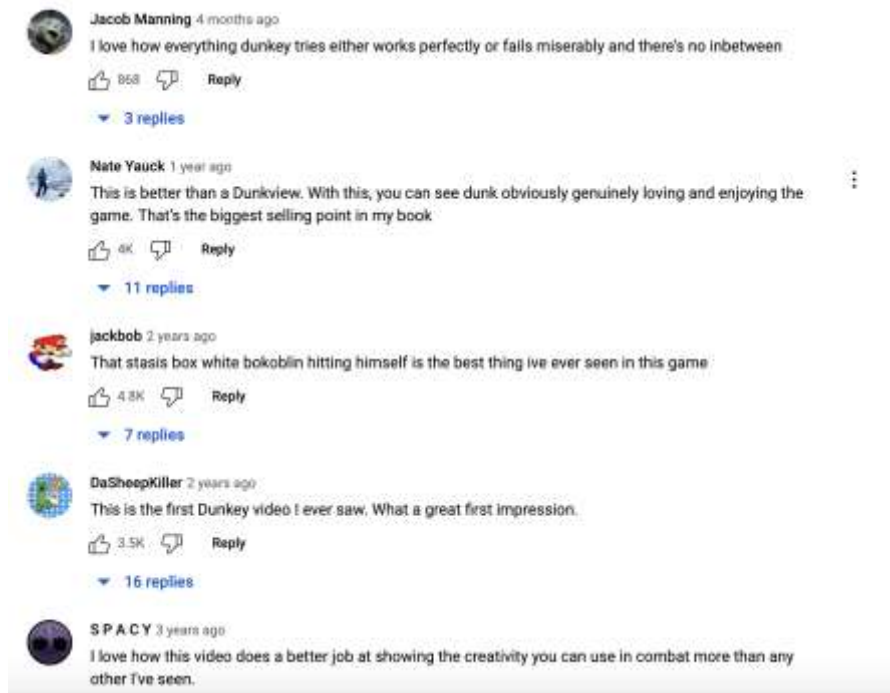 Jacob Manning 4 months ago
I love how everything dunkey tries either works perfectly or fails miserably and there's no inbetween
868 Reply
3 replies
Nate Yauck 1 year ago
This is better than a Dunkview. With this, you can see dunk obviously genuinely loving and enjoying the
game. That's the biggest selling point in my book
4K Reply
11 replies
jackbob 2 years ago
That stasis box white bokoblin hitting himself is the best thing ive ever seen in this game
4.8K Reply
7 replies
DaSheepKiller 2 years ago
This is the first Dunkey video I ever saw. What a great first impression.
3.5K Reply
16 replies
S P A C Y 3 years ago
I love how this video does a better job at showing the creativity you can use in combat more than any
other I've seen.